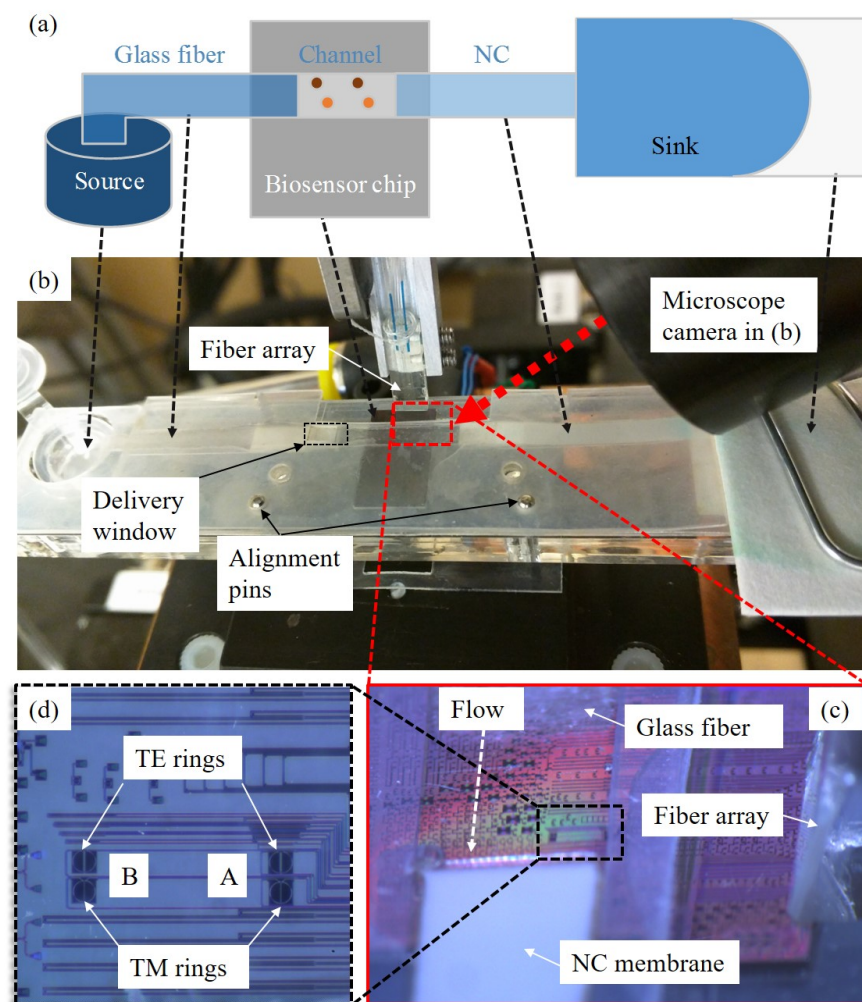 (a)
Glass fiber
Channel
NC
Source
Biosensor chip
Sink
(b)
Fiber array
Microscope
camera in (b)
Delivery
window
Alignment
pins
(d)
TE rings
B
A
TM rings
Flow
Glass fiber
(c)
Fiber array
NC membrane